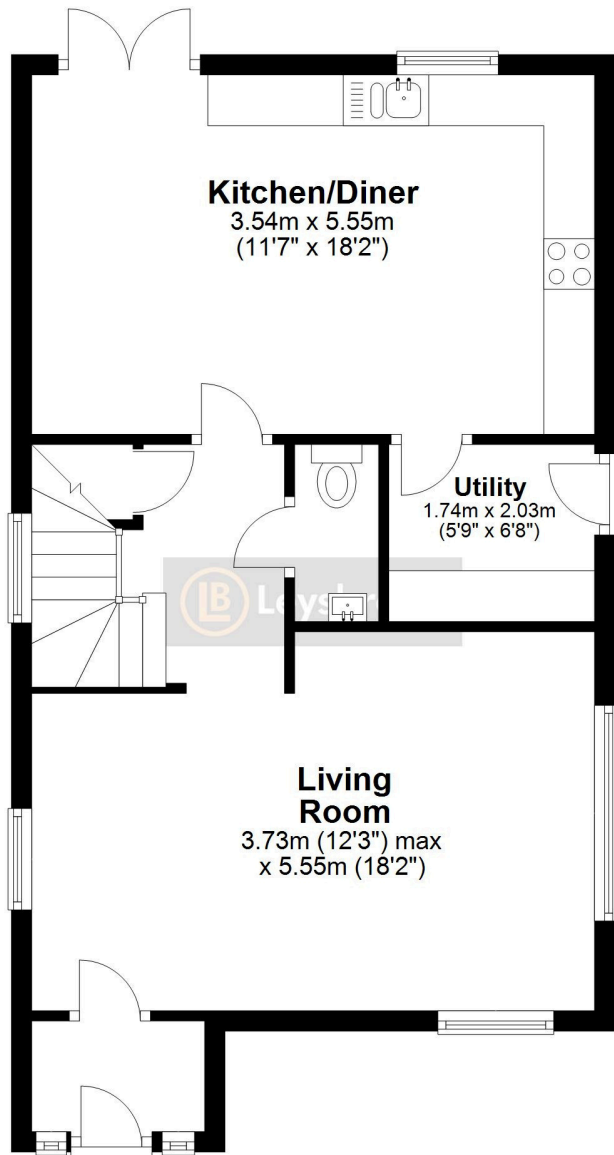 Kitchen/Diner
3.54m x 5.55m
(11'7" x 18'2")
Utility
1.74m x 2.03m
(5'9" x 6'8")
LB
Living
Room
3.73m (12'3") max
x 5.55m (18'2")